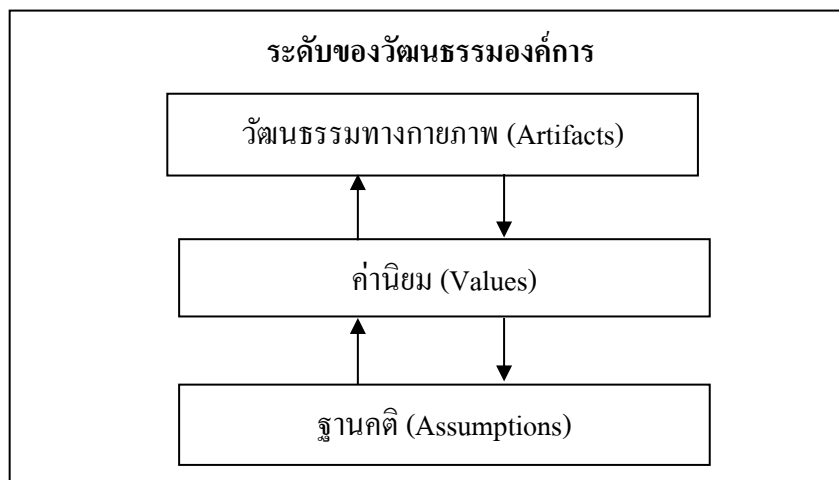 ระดับของวัฒนธรรมองค์การ
วัฒนธรรมทางกายภาพ (Artifacts)
ค่านิยม (Values)
ฐานคติ (Assumptions)